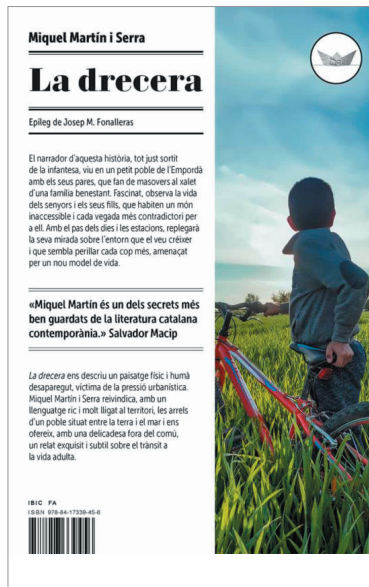 Miquel Martín i Serra
La drecera
Epíleg de Josep M. Fonalleras
El narrador d'aquesta història, tot just sortit
de la infantesa, viu en un petit poble de l'Empordà
amb els seus pares, que fan de masovers al xalet
d'una família benestant. Fascinat, observa la vida
dels senyors i els seus fills, que habiten un món
inaccessible i cada vegada més contradictori per
a ell. Amb el pas dels dies i les estacions, replegarà
la seva mirada sobre l'entorn que el veu créixer
i que sembla perillar cada cop més, amenaçat
per un nou model de vida.
«Miquel Martín és un dels secrets més
ben guardats de la literatura catalana
contemporània.» Salvador Macip
La drecera ens descriu un paisatge físic i humà
desaparegut, víctima de la pressió urbanística.
Miquel Martín i Serra reivindica, amb un
llenguatge ric i molt lligat al territori, les arrels
d'un poble situat entre la terra i el mar i ens
ofereix, amb una delicadesa fora del comú,
un relat exquisit i subtil sobre el trànsit a
la vida adulta.
IBIC FA
ISBN 978-84-17339-45-6